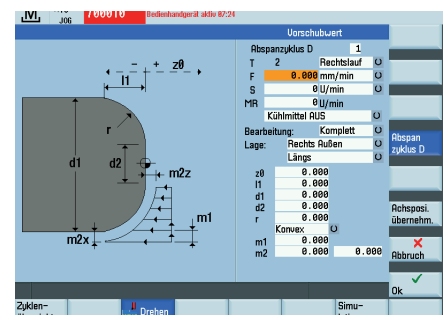 JOG 700010 Bedienhandgerät aktiv 07:24
Vorschubwert
Abspanzyklus D 1
T 2 Rechtslauf
F 0.000 mm/min
S 0 U/min
MR 0 U/min
Kühlmittel AUS
Bearbeitung: Komplett
Lage: Rechts Außen
Längs
z0 0.000
l1 0.000
d1 0.000
d2 0.000
r 0.000
Konvex
m1 0.000
m2 0.000 0.000
- + z0
l1
r
d1
d2
m2z
m1
m2x
Abspan
zyklus D
Achsposi.
übernehm.
Abbruch
Ok
Zyklen-
Drehen
Simu-